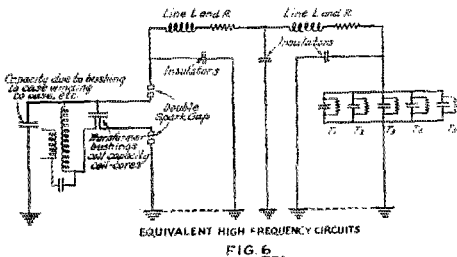 Line L and R
Line L and R
Insulators
Insulators
Capacity due to bushing
to case winding
to case, etc.
Double
Spark Gap
Transformer
bushings
coil capacity
coil-cores
T₁ T₂ T₃ T₄
EQUIVALENT HIGH FREQUENCY CIRCUITS
FIG. 6